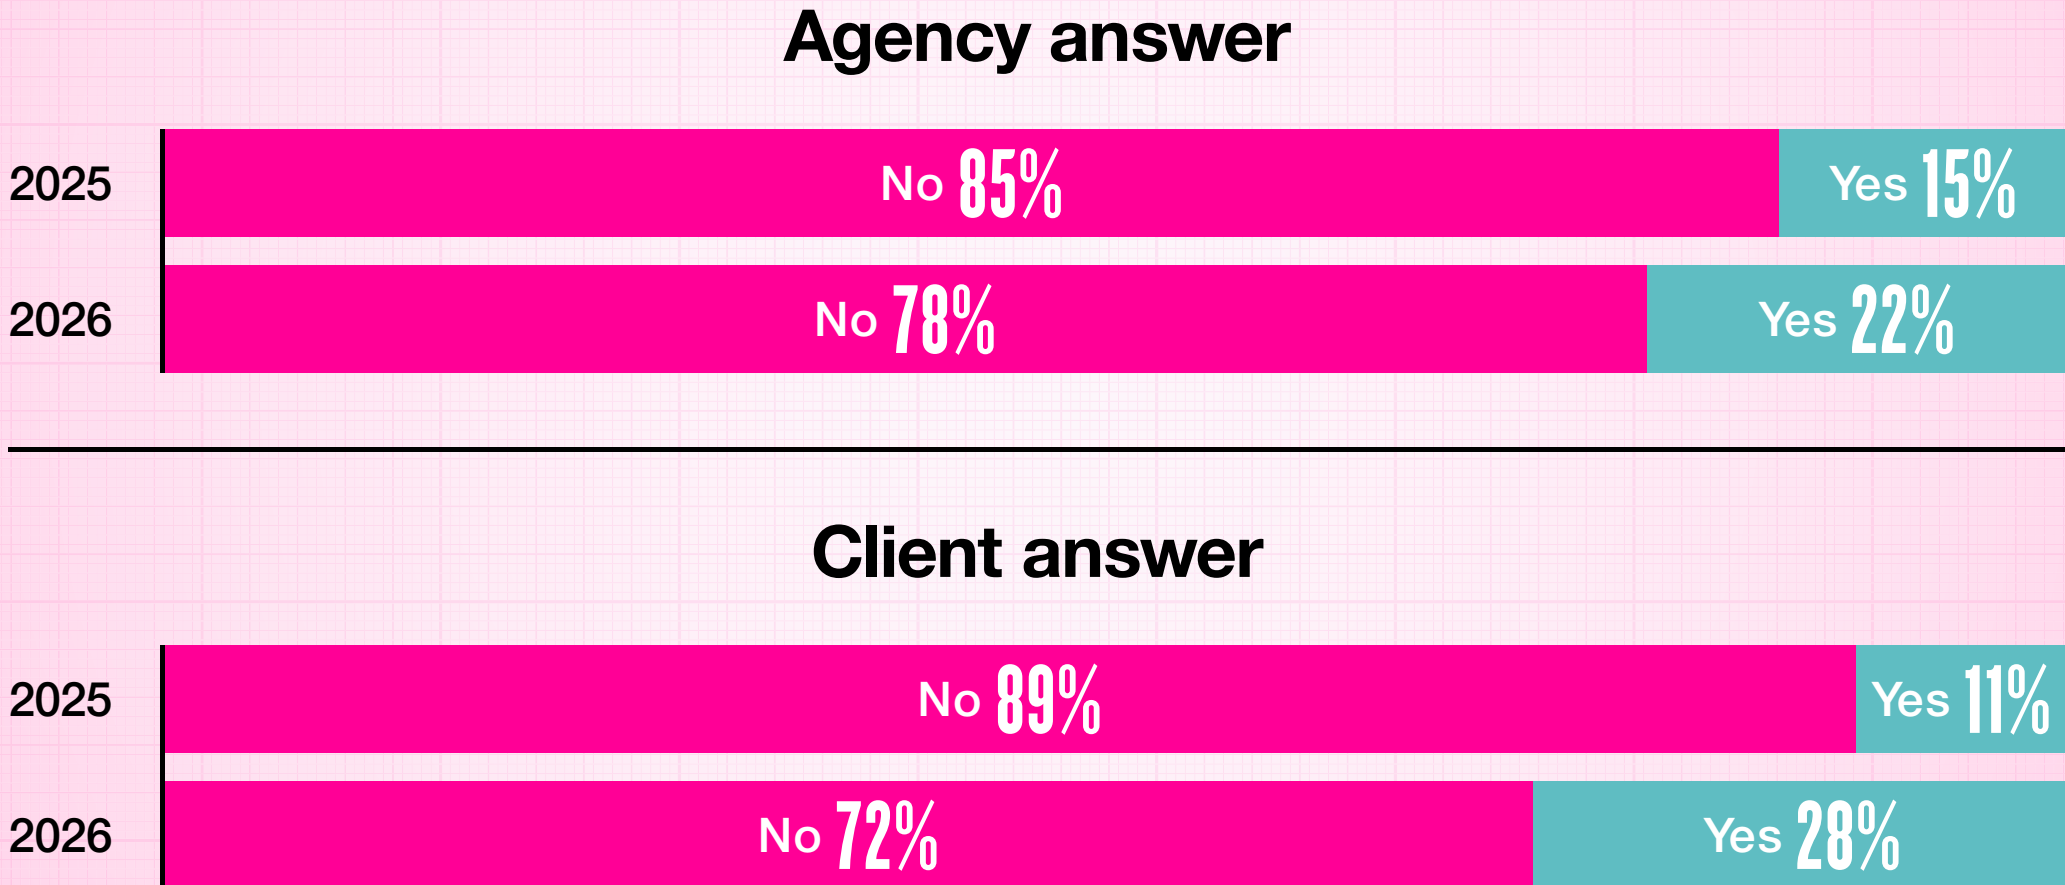 Agency answer
2025 No 85% Yes 15%
2026 No 78% Yes 22%
Client answer
2025 No 89% Yes 11%
2026 No 72% Yes 28%